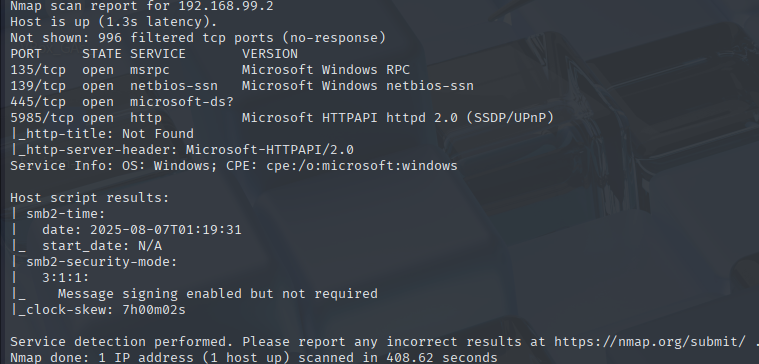 Nmap scan report for 192.168.99.2
Host is up (1.3s latency).
Not shown: 996 filtered tcp ports (no-response)
PORT     STATE SERVICE       VERSION
135/tcp  open  msrpc         Microsoft Windows RPC
139/tcp  open  netbios-ssn   Microsoft Windows netbios-ssn
445/tcp  open  microsoft-ds?
5985/tcp open  http          Microsoft HTTPAPI httpd 2.0 (SSDP/UPnP)
|_http-title: Not Found
|_http-server-header: Microsoft-HTTPAPI/2.0
Service Info: OS: Windows; CPE: cpe:/o:microsoft:windows

Host script results:
| smb2-time:
|   date: 2025-08-07T01:19:31
|_  start_date: N/A
| smb2-security-mode:
|   3:1:1:
|_    Message signing enabled but not required
|_clock-skew: 7h00m02s

Service detection performed. Please report any incorrect results at https://nmap.org/submit/ .
Nmap done: 1 IP address (1 host up) scanned in 408.62 seconds